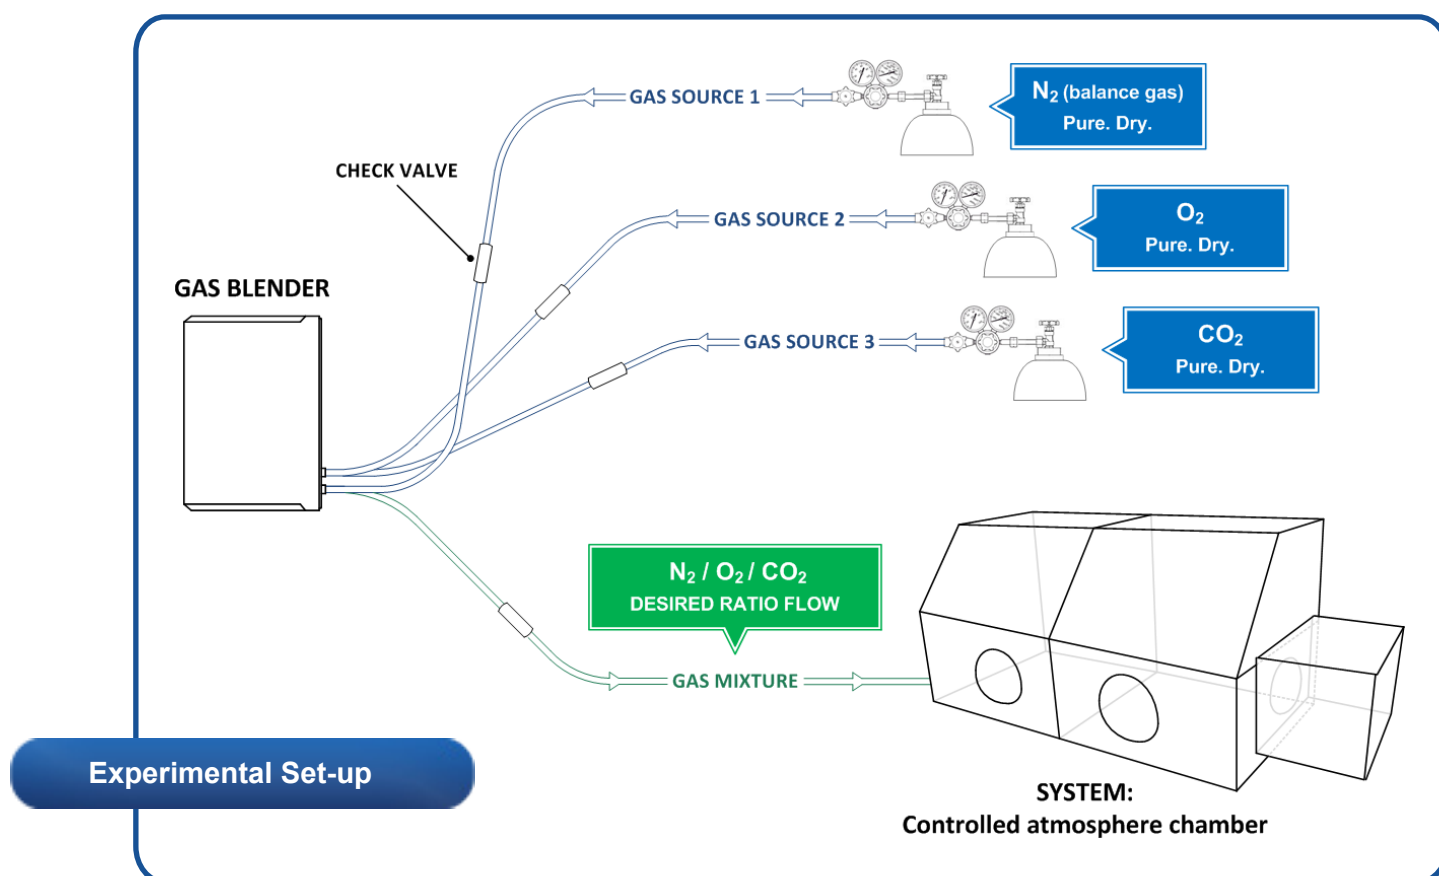 GAS SOURCE 1
N₂ (balance gas)
Pure. Dry.
CHECK VALVE
GAS SOURCE 2
O₂
Pure. Dry.
GAS BLENDER
GAS SOURCE 3
CO₂
Pure. Dry.
N₂ / O₂ / CO₂
DESIRED RATIO FLOW
GAS MIXTURE
Experimental Set-up
SYSTEM:
Controlled atmosphere chamber